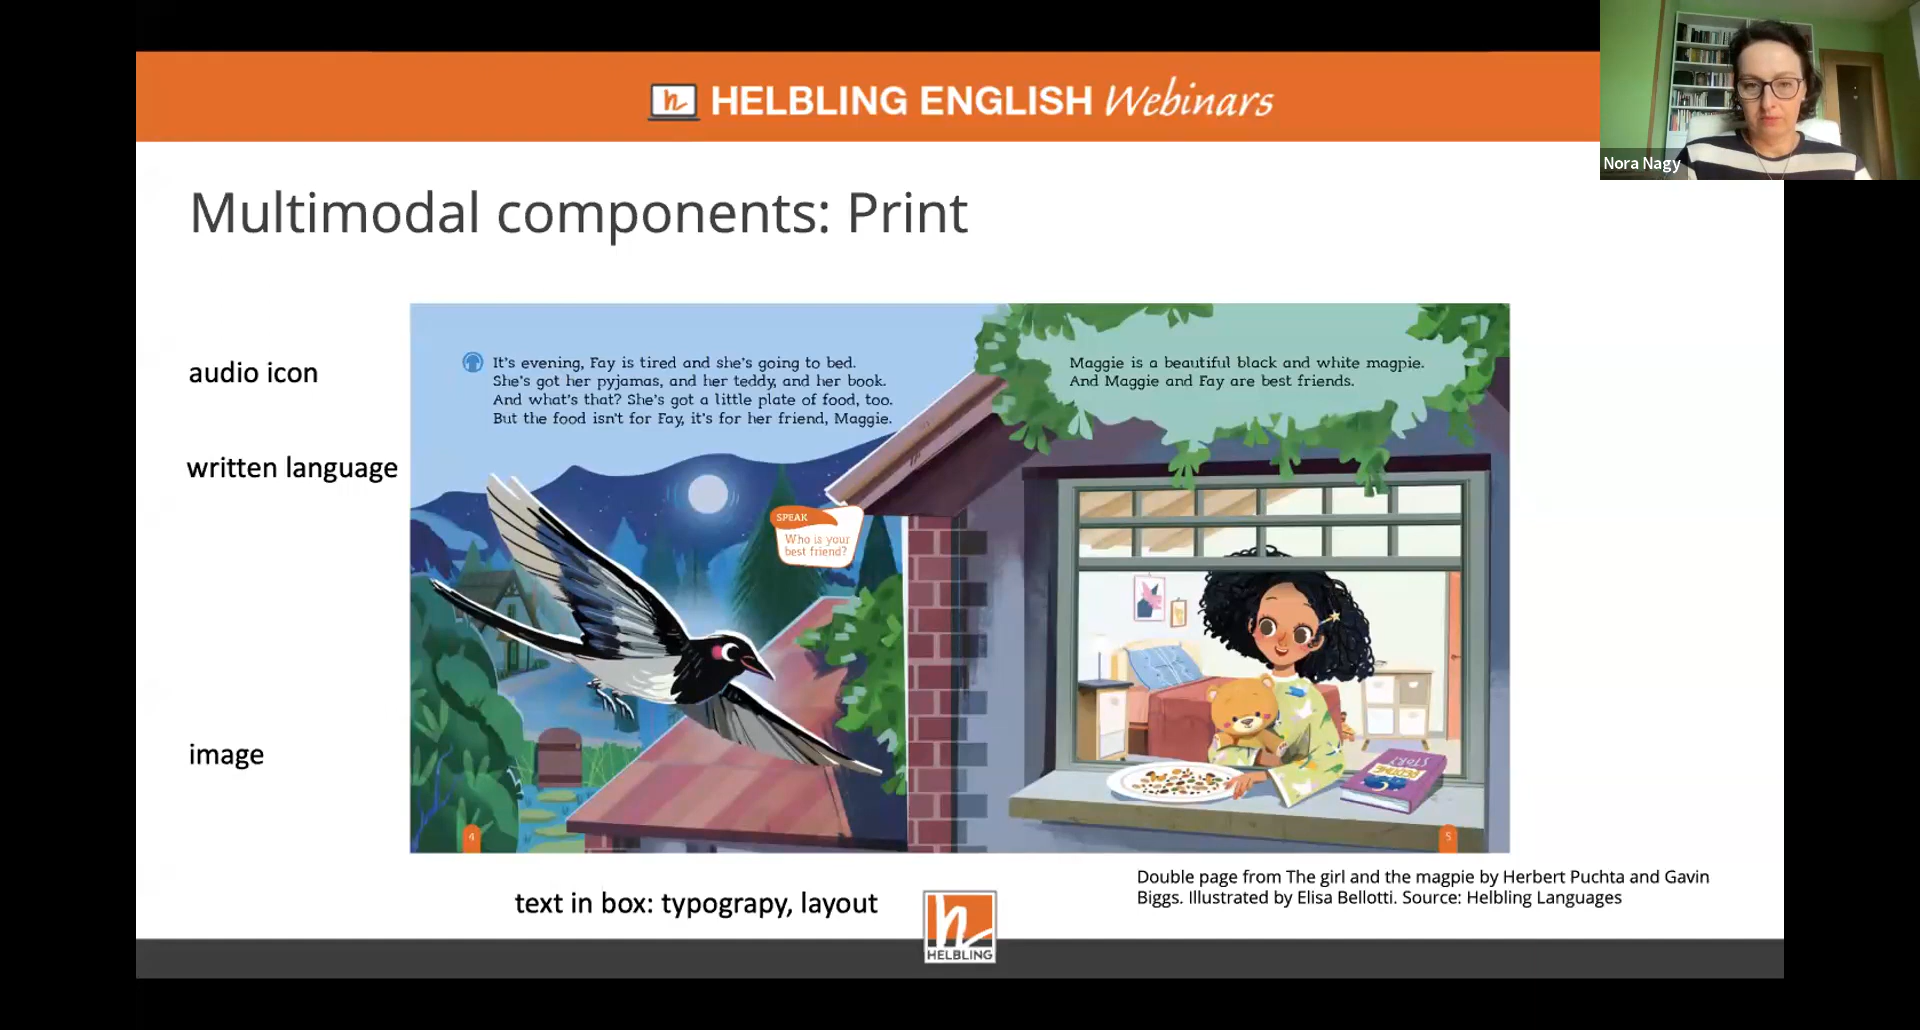 HELBLING ENGLISH Webinars
Nora Nagy
Multimodal components: Print
audio icon
written language
image
It's evening, Fay is tired and she's going to bed.
She's got her pyjamas, and her teddy, and her book.
And what's that? She's got a little plate of food, too.
But the food isn't for Fay, it's for her friend, Maggie.
Maggie is a beautiful black and white magpie.
And Maggie and Fay are best friends.
SPEAK
Who is your
best friend?
BEDTIME
STORY
4
5
text in box: typograpy, layout
Double page from The girl and the magpie by Herbert Puchta and Gavin
Biggs. Illustrated by Elisa Bellotti. Source: Helbling Languages
h
HELBLING